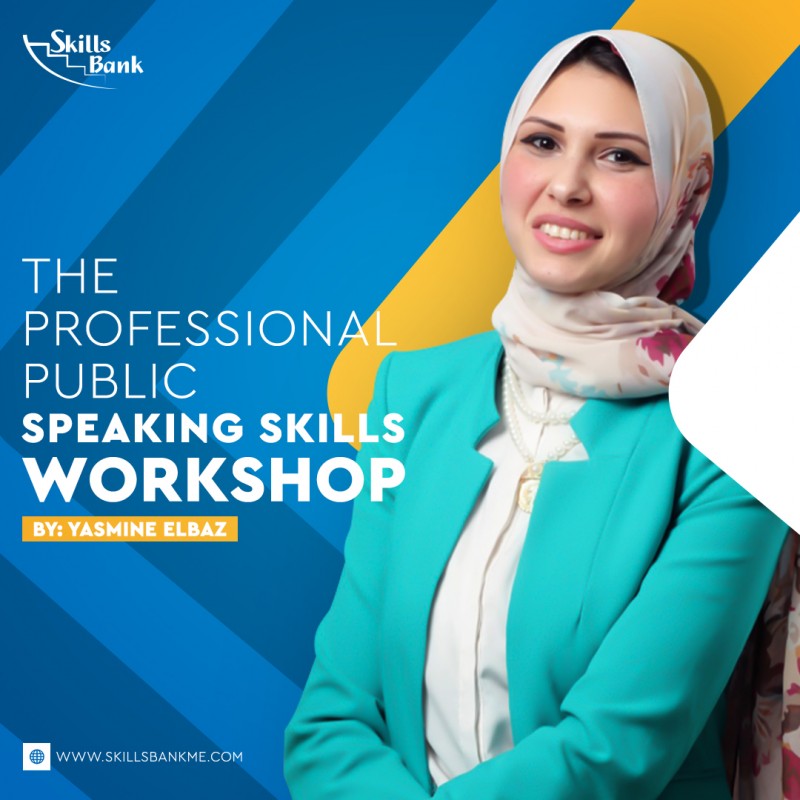 Skills
Bank
THE
PROFESSIONAL
PUBLIC
SPEAKING SKILLS
WORKSHOP
BY: YASMINE ELBAZ
WWW.SKILLSBANKME.COM